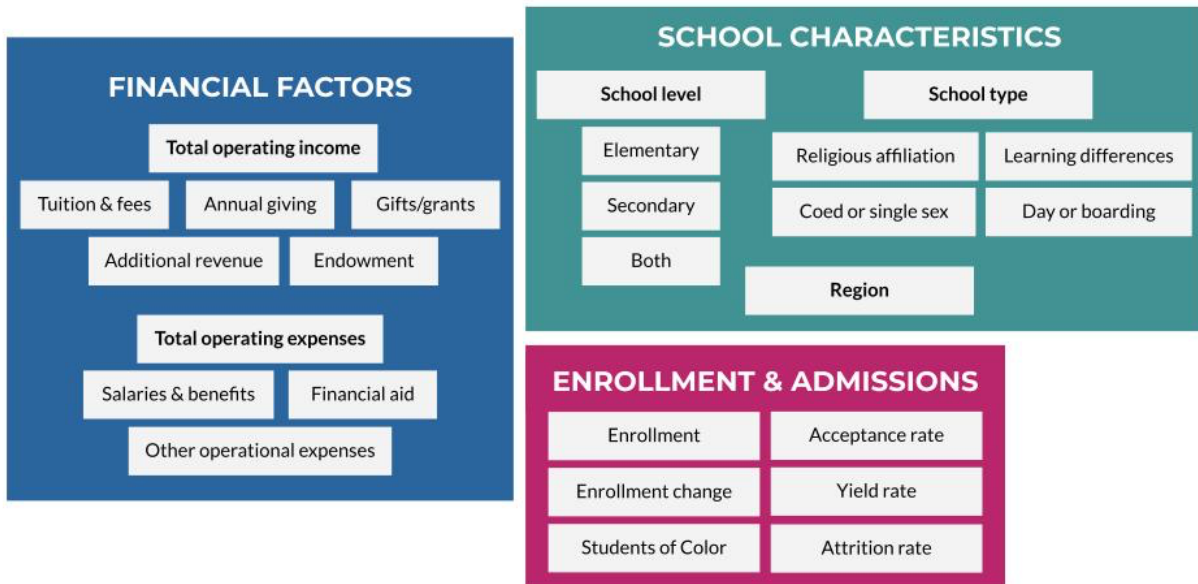 FINANCIAL FACTORS
Total operating income
Tuition & fees
Annual giving
Gifts/grants
Additional revenue
Endowment
Total operating expenses
Salaries & benefits
Financial aid
Other operational expenses
SCHOOL CHARACTERISTICS
School level
Elementary
Secondary
Both
School type
Religious affiliation
Learning differences
Coed or single sex
Day or boarding
Region
ENROLLMENT & ADMISSIONS
Enrollment
Acceptance rate
Enrollment change
Yield rate
Students of Color
Attrition rate